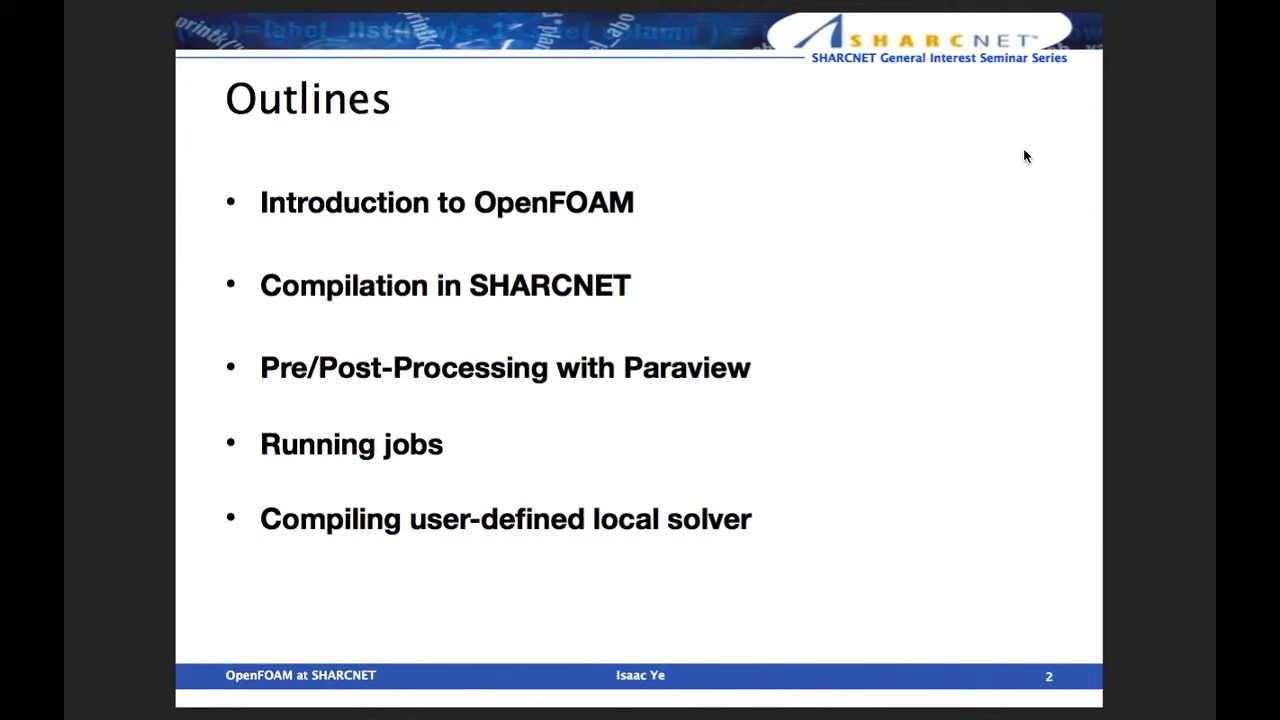 SHARCNET™
SHARCNET General Interest Seminar Series
Outlines
• Introduction to OpenFOAM
• Compilation in SHARCNET
• Pre/Post-Processing with Paraview
• Running jobs
• Compiling user-defined local solver
OpenFOAM at SHARCNET Isaac Ye 2